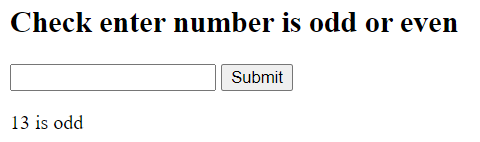 Check enter number is odd or even
Submit
13 is odd